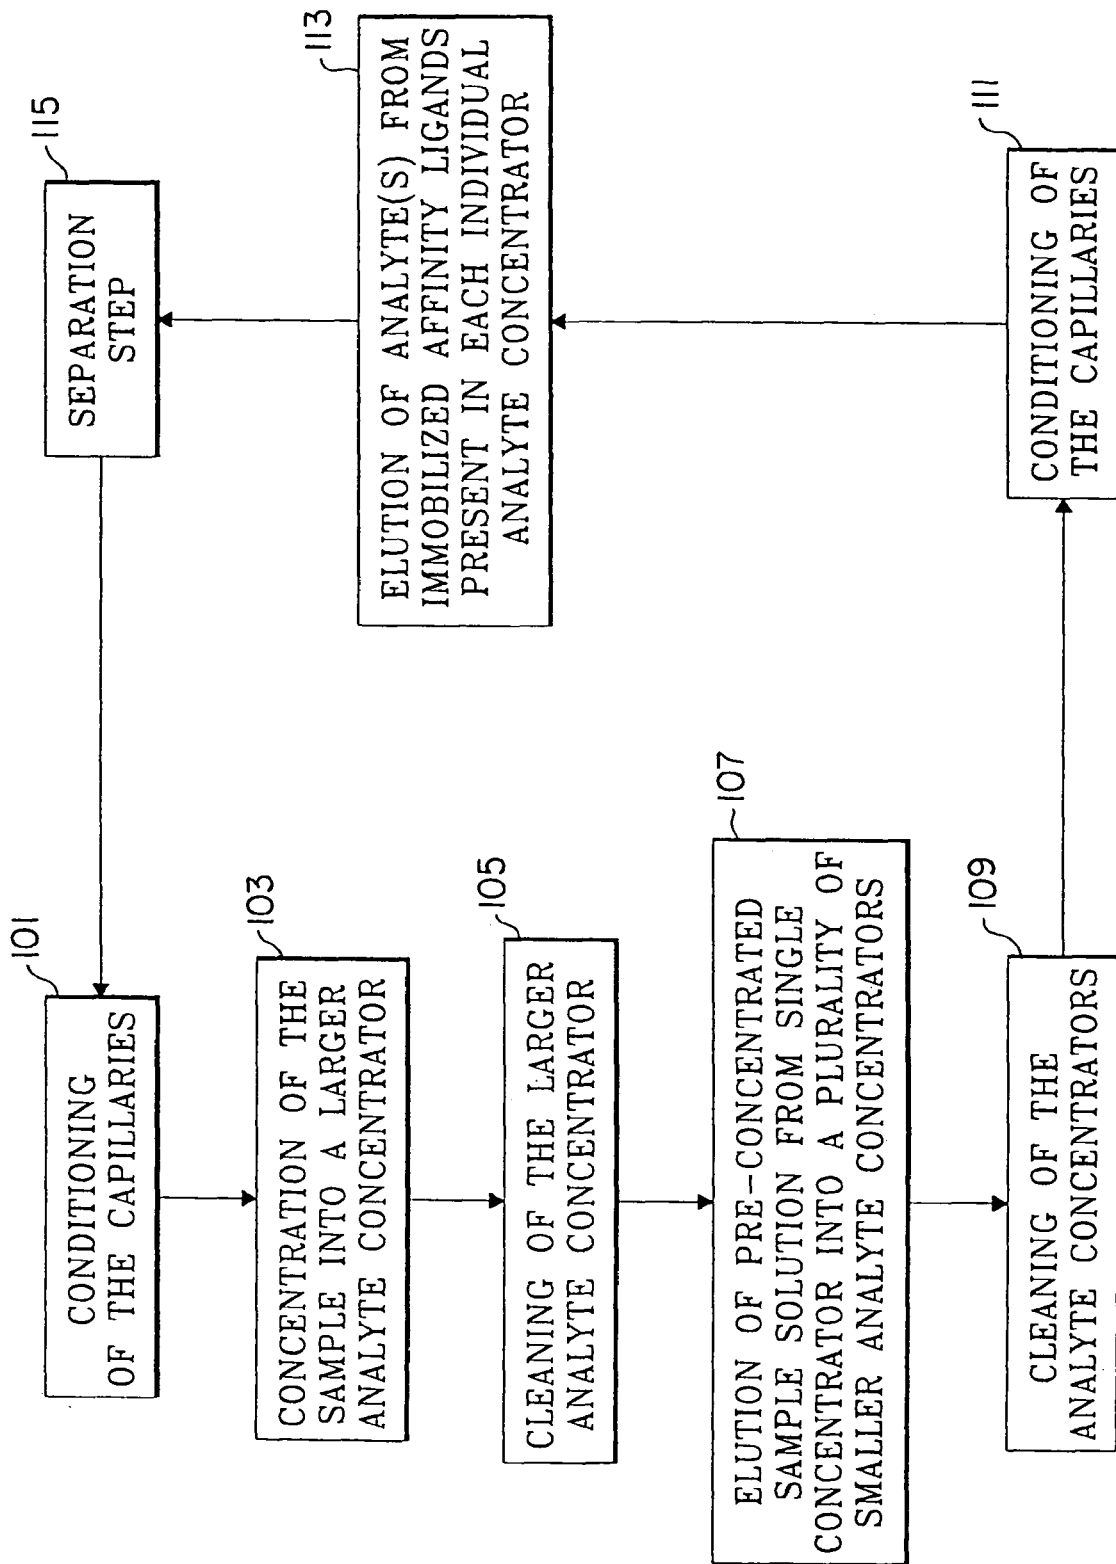 101
CONDITIONING
OF THE CAPILLARIES
103
CONCENTRATION OF THE
SAMPLE INTO A LARGER
ANALYTE CONCENTRATOR
105
CLEANING OF THE LARGER
ANALYTE CONCENTRATOR
107
ELUTION OF PRE-CONCENTRATED
SAMPLE SOLUTION FROM SINGLE
CONCENTRATOR INTO A PLURALITY OF
SMALLER ANALYTE CONCENTRATORS
109
CLEANING OF THE
ANALYTE CONCENTRATORS
111
CONDITIONING OF
THE CAPILLARIES
113
ELUTION OF ANALYTE(S) FROM
IMMOBILIZED AFFINITY LIGANDS
PRESENT IN EACH INDIVIDUAL
ANALYTE CONCENTRATOR
115
SEPARATION
STEP